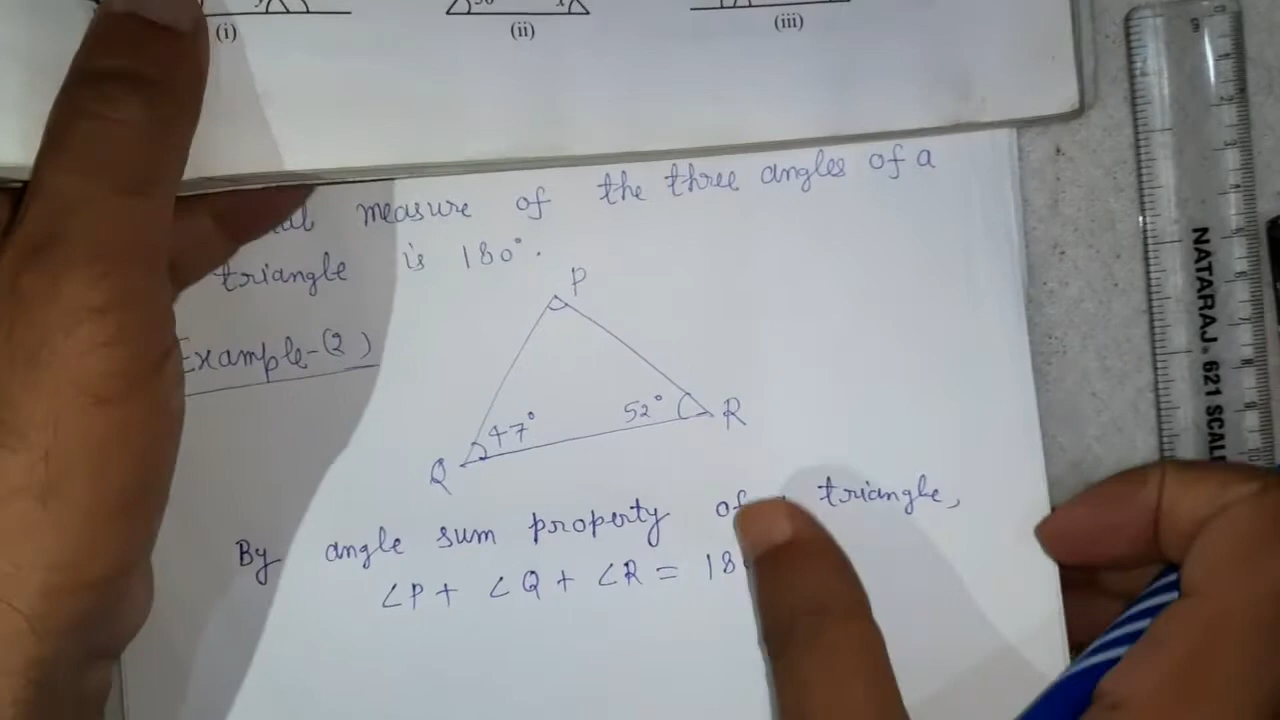 (i) (ii) (iii)
measure of the three angles of a
triangle is 180°.
Example-(2)
P
47° 52° R
Q
By angle sum property of triangle,
∠P + ∠Q + ∠R = 18
NATARAJ. 621 SCAL